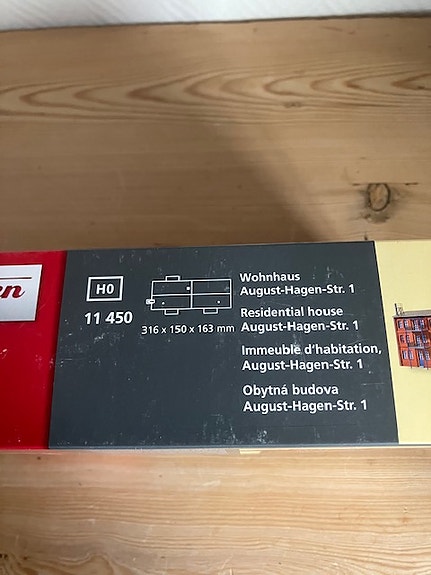 en
H0
11 450
316 x 150 x 163 mm
Wohnhaus
August-Hagen-Str. 1
Residential house
August-Hagen-Str. 1
Immeuble d'habitation,
August-Hagen-Str. 1
Obytná budova
August-Hagen-Str. 1